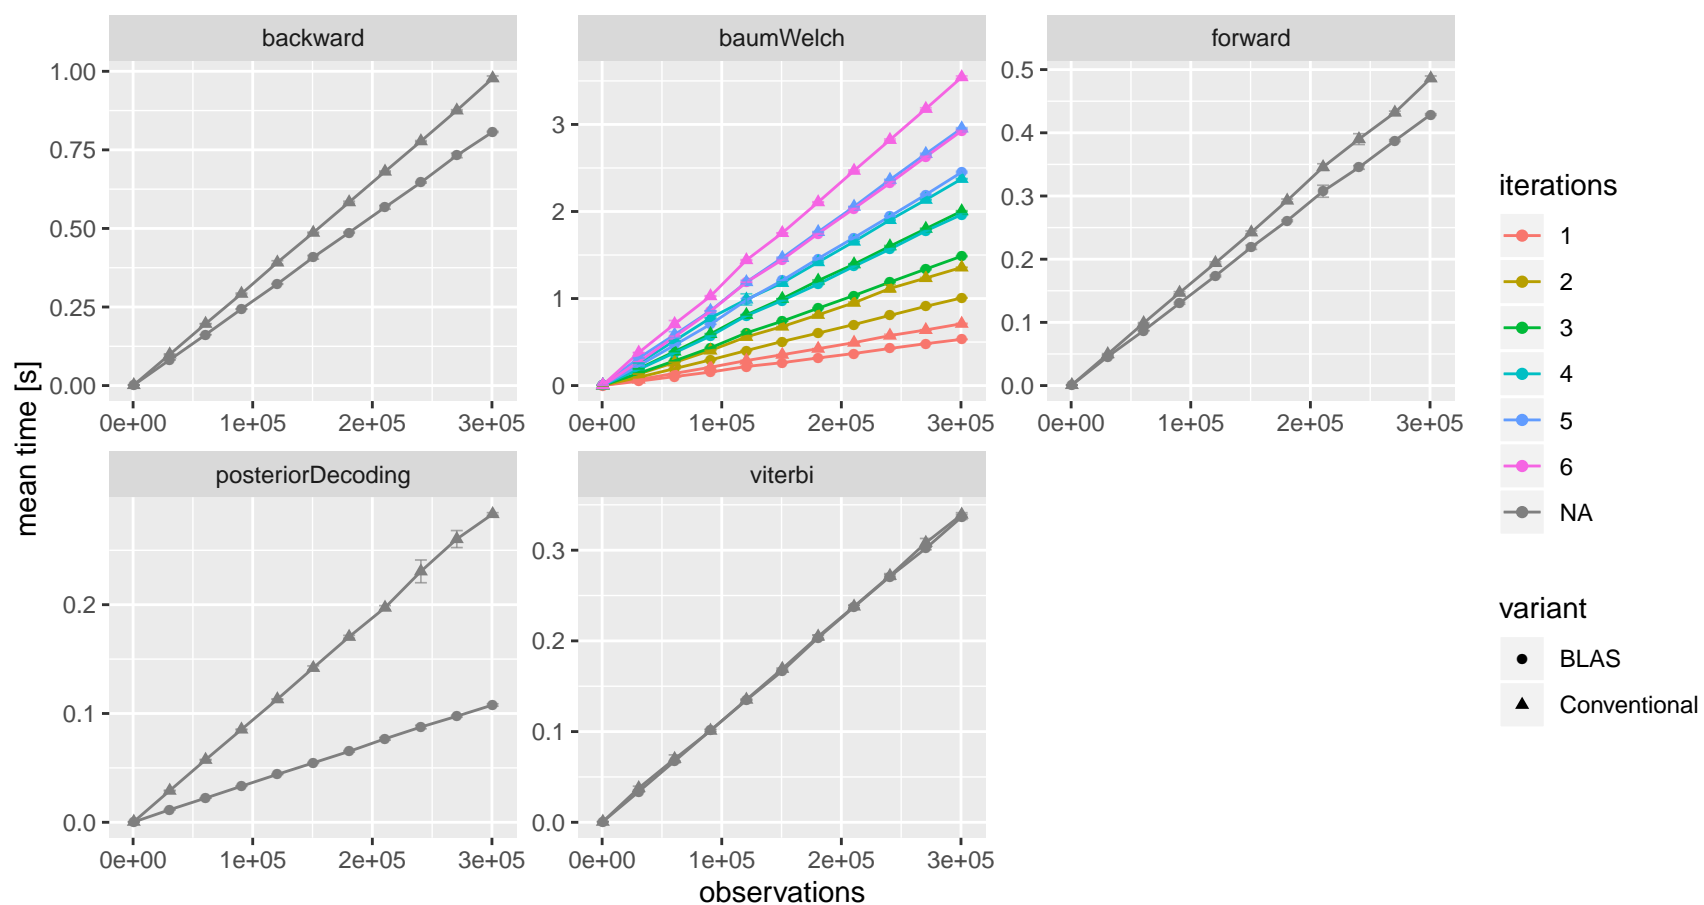 backward
baumWelch
forward
1.00
0.75
0.50
0.25
0.00
3
2
1
0
0.5
0.4
0.3
0.2
0.1
0.0
0e+00 1e+05 2e+05 3e+05
0e+00 1e+05 2e+05 3e+05
0e+00 1e+05 2e+05 3e+05
posteriorDecoding
viterbi
0.2
0.1
0.0
0.3
0.2
0.1
0.0
0e+00 1e+05 2e+05 3e+05
0e+00 1e+05 2e+05 3e+05
mean time [s]
observations
iterations
1
2
3
4
5
6
NA
variant
BLAS
Conventional